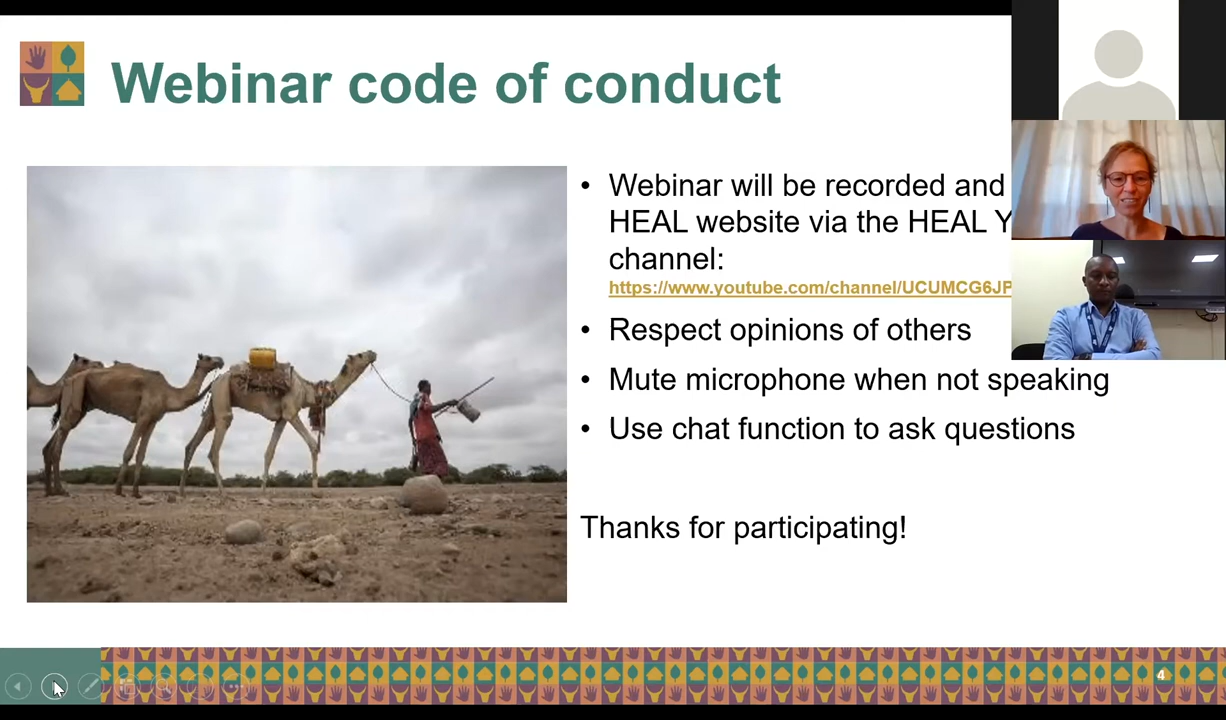 Webinar code of conduct
• Webinar will be recorded and
HEAL website via the HEAL Y
channel:
https://www.youtube.com/channel/UCUMCG6JP
• Respect opinions of others
• Mute microphone when not speaking
• Use chat function to ask questions
Thanks for participating!
4